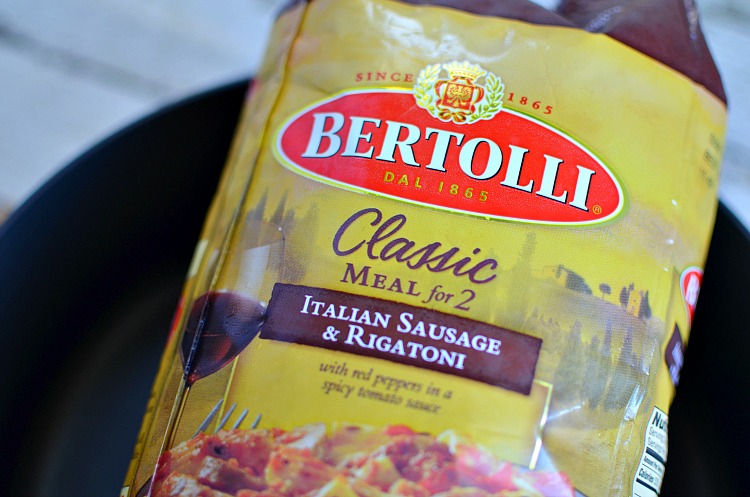 SINCE 1865
BERTOLLI®
DAL 1865
Classic
MEAL for 2
ITALIAN SAUSAGE
& RIGATONI
with red peppers in a
spicy tomato sauce